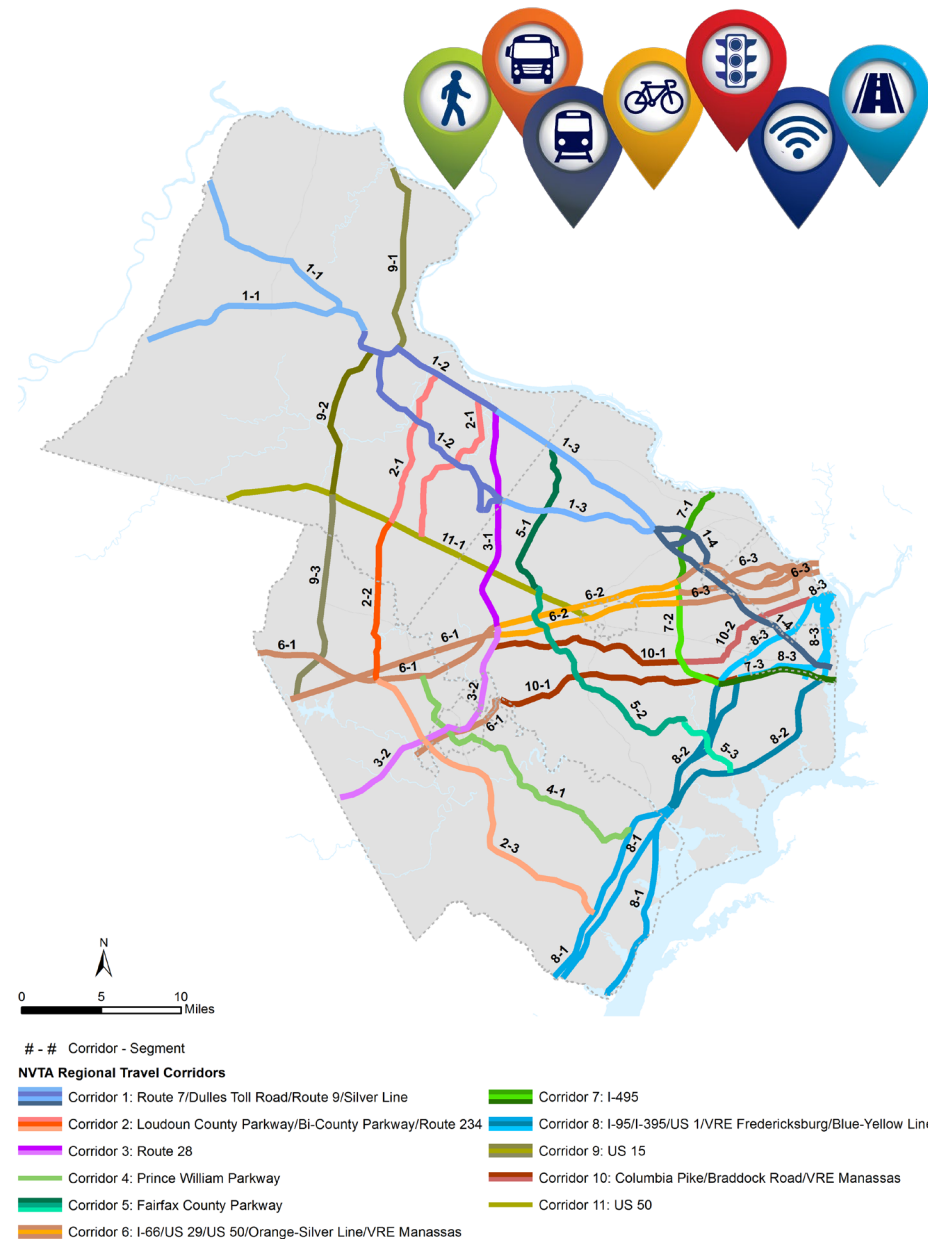 1-1
9-1
1-1
1-2
9-2
2-1
1-2
2-1
1-3
1-3
7-1
5-1
1-4
3-1
11-1
6-3
6-3
9-3
2-2
6-2
6-2
6-3
8-3
7-2
10-2
1-4
6-1
6-1
8-3
8-3
10-1
8-3
6-1
7-3
3-2
10-1
6-1
5-2
8-2
3-2
8-2
5-3
4-1
2-3
8-1
8-1
8-1
N
0 5 10
Miles
# - # Corridor - Segment
NVTA Regional Travel Corridors
Corridor 1: Route 7/Dulles Toll Road/Route 9/Silver Line
Corridor 2: Loudoun County Parkway/Bi-County Parkway/Route 234
Corridor 3: Route 28
Corridor 4: Prince William Parkway
Corridor 5: Fairfax County Parkway
Corridor 6: I-66/US 29/US 50/Orange-Silver Line/VRE Manassas
Corridor 7: I-495
Corridor 8: I-95/I-395/US 1/VRE Fredericksburg/Blue-Yellow Line
Corridor 9: US 15
Corridor 10: Columbia Pike/Braddock Road/VRE Manassas
Corridor 11: US 50